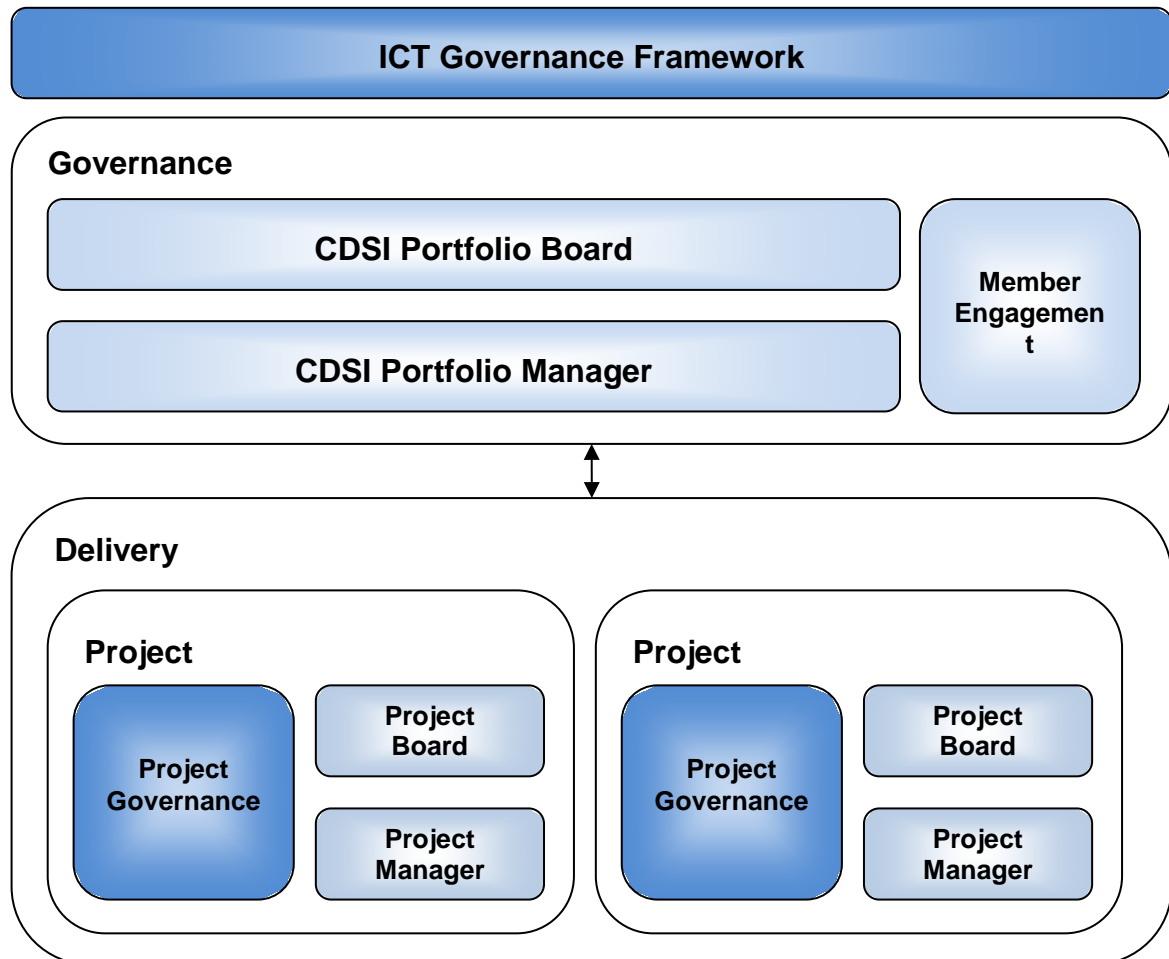 ICT Governance Framework
Governance
CDSI Portfolio Board
CDSI Portfolio Manager
Member
Engagemen
t
Delivery
Project
Project
Governance
Project
Board
Project
Manager
Project
Project
Governance
Project
Board
Project
Manager